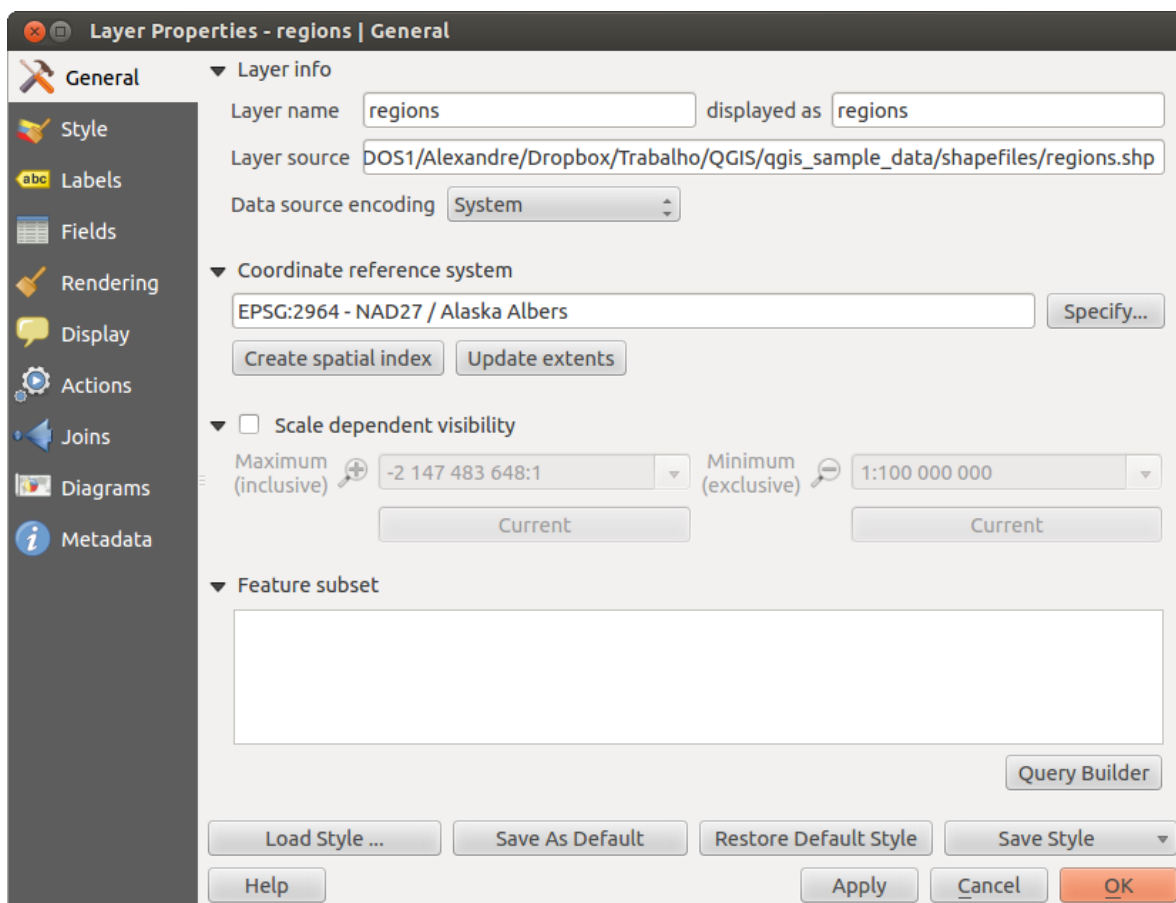 Layer Properties - regions | General
General
Style
abc Labels
Fields
Rendering
Display
Actions
Joins
Diagrams
i Metadata
Layer info
Layer name regions displayed as regions
Layer source DOS1/Alexandre/Dropbox/Trabalho/QGIS/qgis_sample_data/shapefiles/regions.shp
Data source encoding System
Coordinate reference system
EPSG:2964 - NAD27 / Alaska Albers Specify...
Create spatial index Update extents
Scale dependent visibility
Maximum (inclusive) -2 147 483 648:1 Minimum (exclusive) 1:100 000 000
Current Current
Feature subset
Query Builder
Load Style ... Save As Default Restore Default Style Save Style
Help Apply Cancel OK